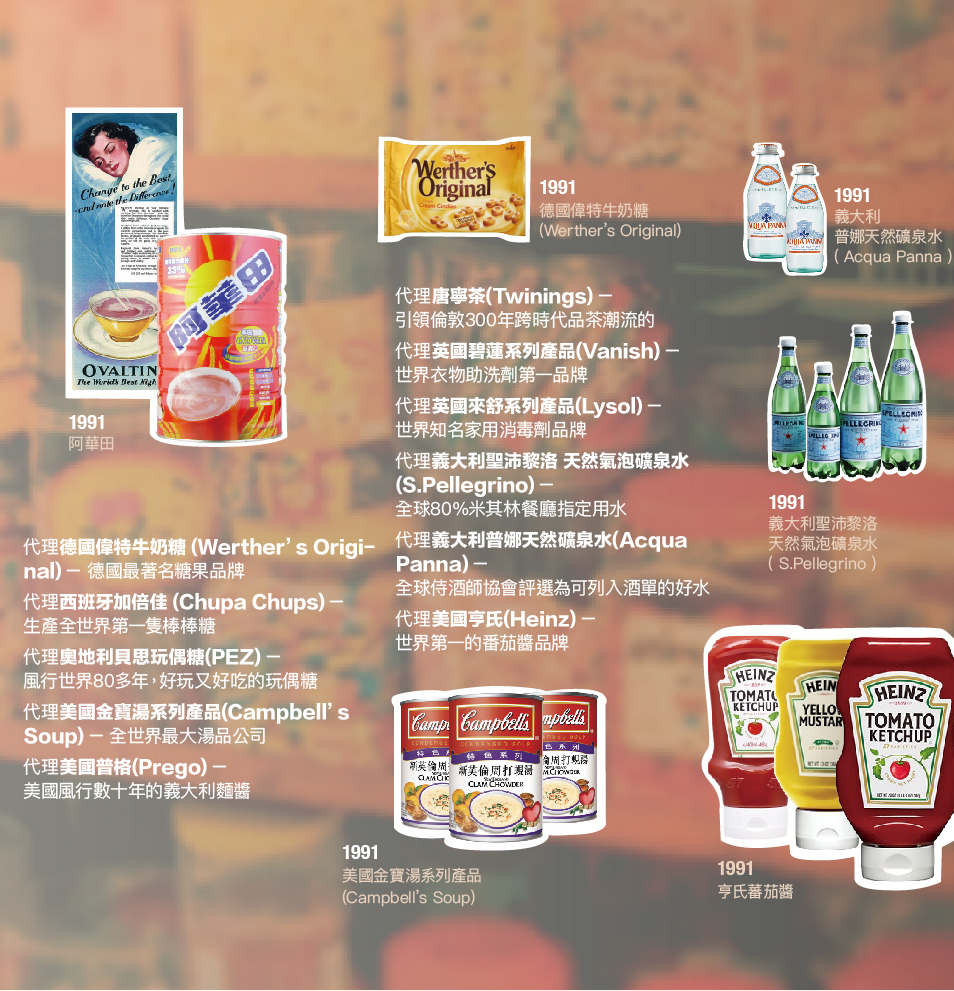 Change to the Best
and note the Difference!
OVALTIN
The World's Best Nigh
阿華田
1991
阿華田
Werther's
Original
Cream Candies
1991
德國偉特牛奶糖
(Werther's Original)
ACQUA PANNA
ACQUA PANNA
1991
義大利
普娜天然礦泉水
( Acqua Panna )
代理唐寧茶(Twinings) –
引領倫敦300年跨時代品茶潮流的
代理英國碧蓮系列產品(Vanish) –
世界衣物助洗劑第一品牌
代理英國來舒系列產品(Lysol) –
世界知名家用消毒劑品牌
代理義大利聖沛黎洛 天然氣泡礦泉水
(S.Pellegrino) –
全球80%米其林餐廳指定用水
代理義大利普娜天然礦泉水(Acqua
Panna) –
全球侍酒師協會評選為可列入酒單的好水
代理美國亨氏(Heinz) –
世界第一的番茄醬品牌
S.PELLEGRINO
1991
義大利聖沛黎洛
天然氣泡礦泉水
( S.Pellegrino )
代理德國偉特牛奶糖 (Werther’s Origi-
nal) – 德國最著名糖果品牌
代理西班牙加倍佳 (Chupa Chups) –
生產全世界第一隻棒棒糖
代理奧地利貝思玩偶糖(PEZ) –
風行世界80多年，好玩又好吃的玩偶糖
代理美國金寶湯系列產品(Campbell’s
Soup) – 全世界最大湯品公司
代理美國普格(Prego) –
美國風行數十年的義大利麵醬
Campbell's
CONDENSED SOUP
特色系列
新英倫周打蜆湯
NEW ENGLAND
CLAM CHOWDER
1991
美國金寶湯系列產品
(Campbell's Soup)
HEINZ
TOMATO
KETCHUP
HEIN
YELLO
MUSTAR
HEINZ
TOMATO
KETCHUP
57 VARIETIES
1991
亨氏蕃茄醬